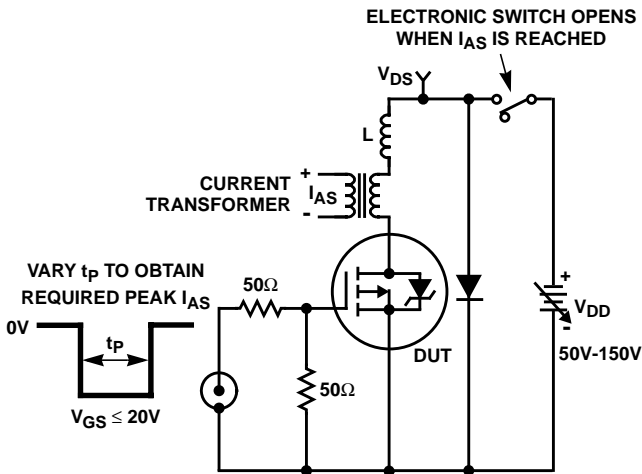 ELECTRONIC SWITCH OPENS
WHEN IAS IS REACHED
VDS
L
+
CURRENT
TRANSFORMER
IAS
-
VARY tP TO OBTAIN
REQUIRED PEAK IAS
50Ω
0V
tP
VGS ≤ 20V
50Ω
DUT
+
VDD
-
50V-150V